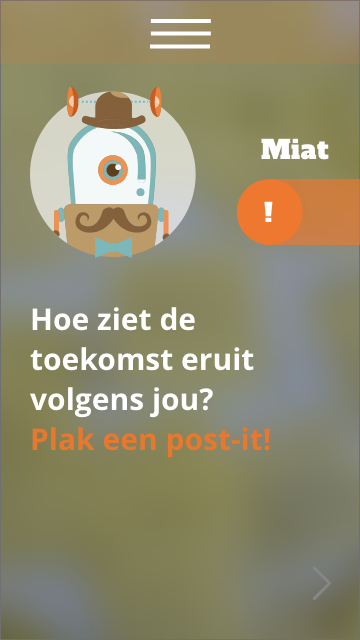 Miat
!
Hoe ziet de
toekomst eruit
volgens jou?
Plak een post-it!